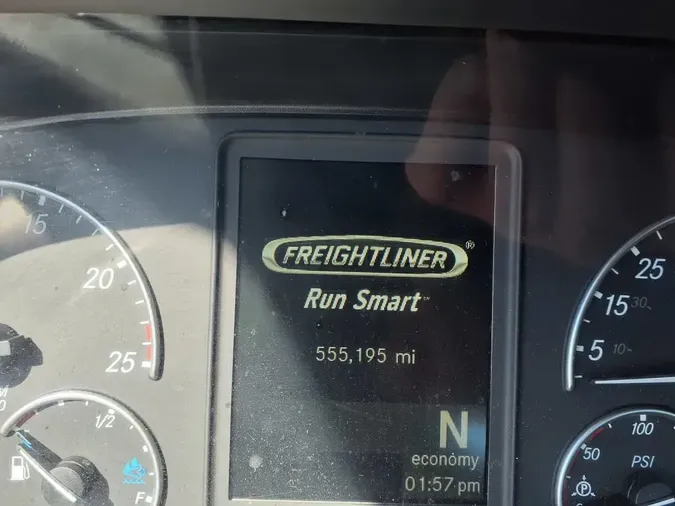 15
20
25
1/2
F
FREIGHTLINER®
Run Smart™
555,195 mi
N
economy
01:57 pm
25
15 30
5 10
50
100
PSI
P